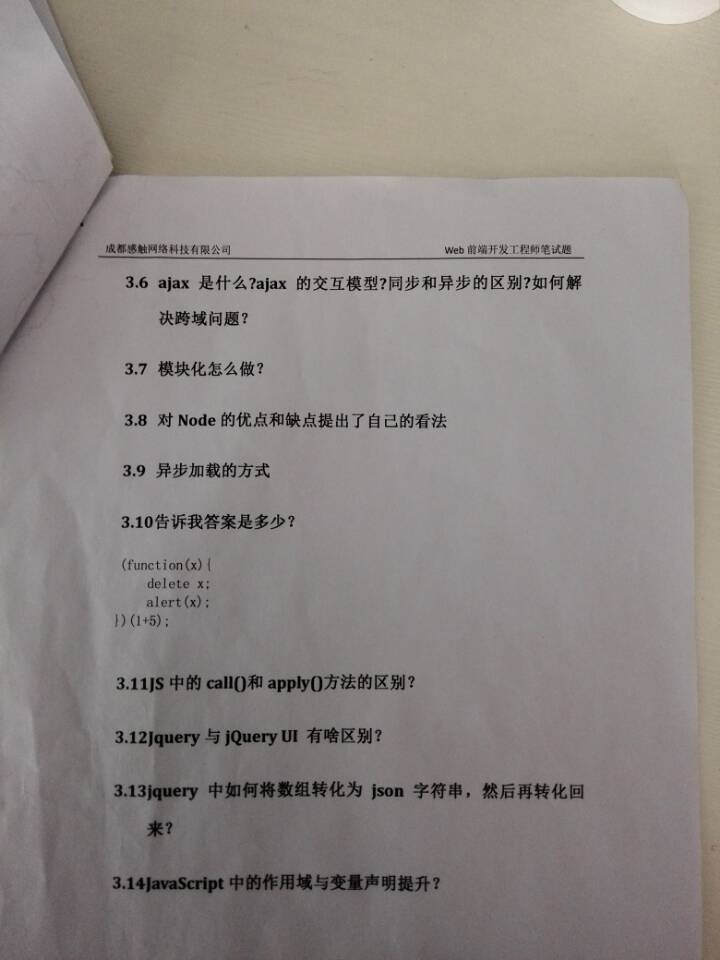 成都感触网络科技有限公司 Web 前端开发工程师笔试题
3.6 ajax 是什么?ajax 的交互模型?同步和异步的区别?如何解
决跨域问题？
3.7 模块化怎么做？
3.8 对 Node 的优点和缺点提出了自己的看法
3.9 异步加载的方式
3.10告诉我答案是多少？
(function(x){
delete x;
alert(x);
})(1+5);
3.11JS 中的 call()和 apply()方法的区别？
3.12Jquery 与 jQuery UI 有啥区别？
3.13jquery 中如何将数组转化为 json 字符串，然后再转化回
来？
3.14JavaScript 中的作用域与变量声明提升？